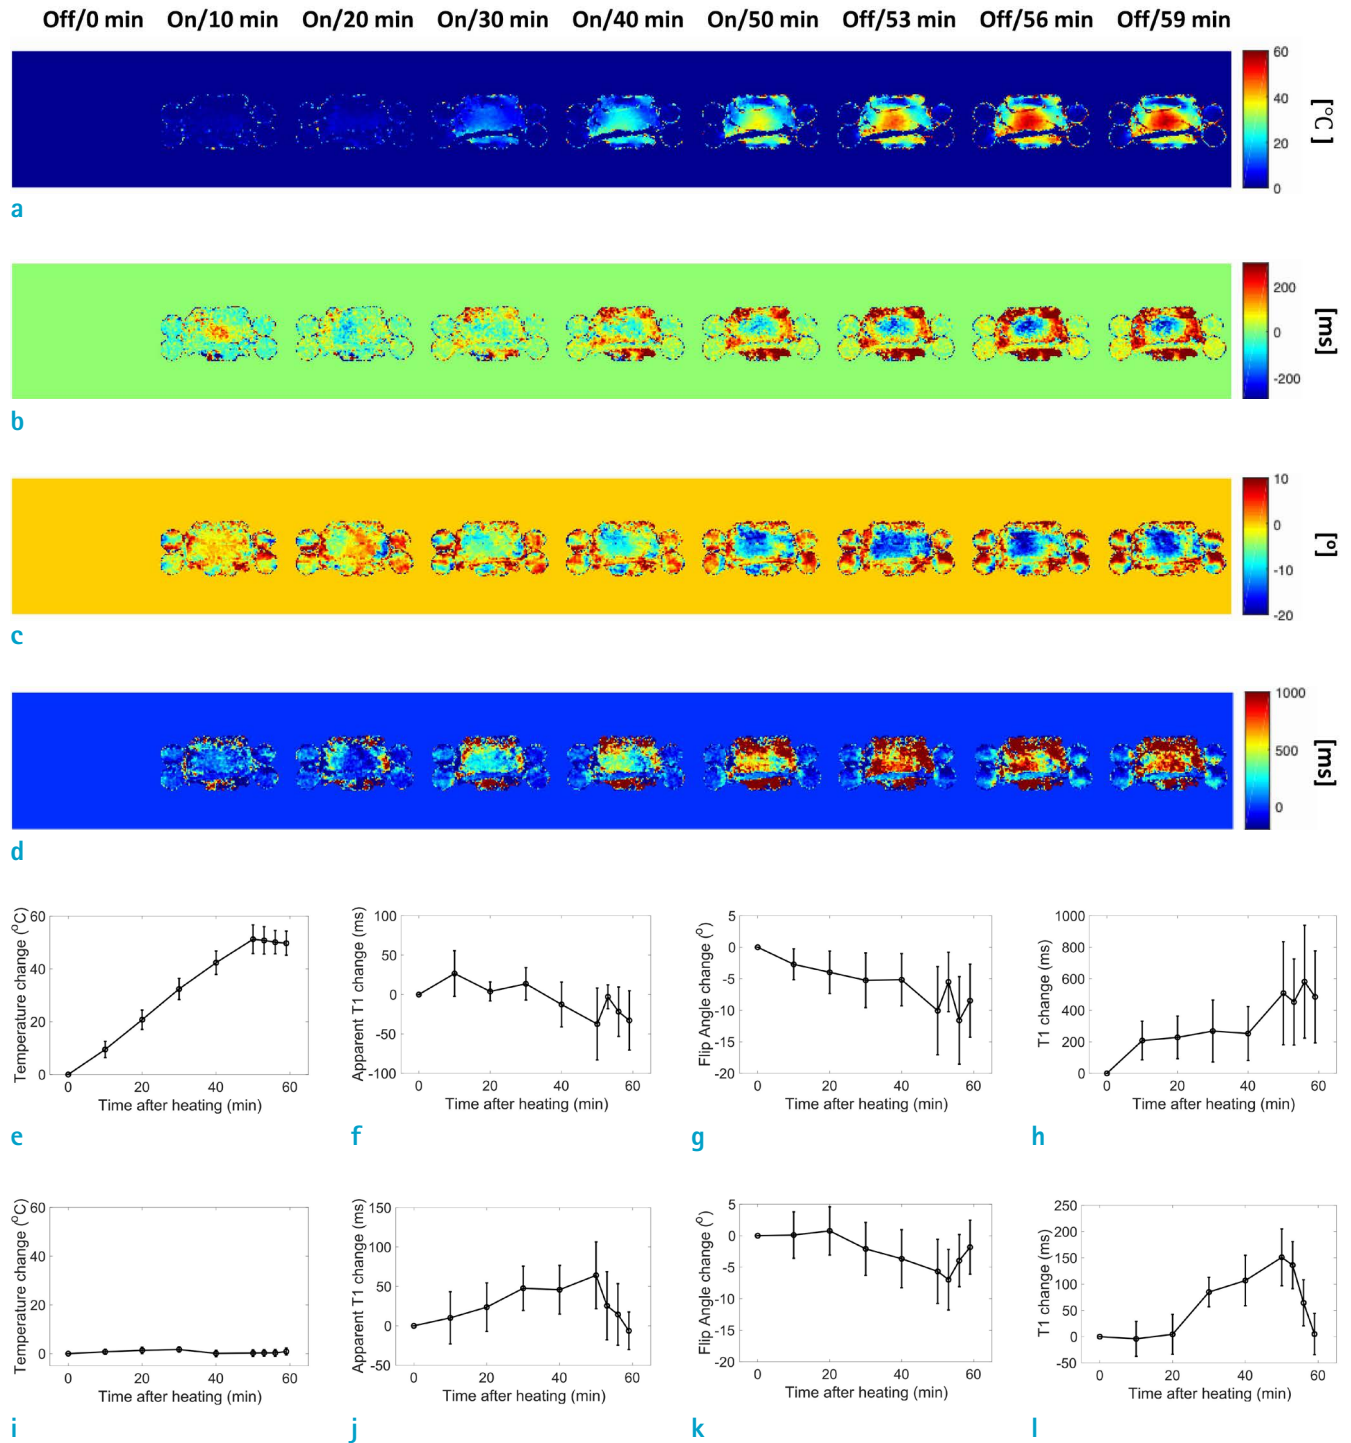 Off/0 min On/10 min On/20 min On/30 min On/40 min On/50 min Off/53 min Off/56 min Off/59 min
60
40
20
0
[°C]
a
200
0
-200
[ms]
b
10
0
-10
-20
[°]
c
1000
500
0
[ms]
d
Temperature change (°C)
60
40
20
0
0 20 40 60
Time after heating (min)
e
Apparent T1 change (ms)
100
50
0
-50
-100
0 20 40 60
Time after heating (min)
f
Flip Angle change (°)
5
0
-5
-10
-15
-20
0 20 40 60
Time after heating (min)
g
T1 change (ms)
1000
800
600
400
200
0
0 20 40 60
Time after heating (min)
h
Temperature change (°C)
60
40
20
0
0 20 40 60
Time after heating (min)
i
Apparent T1 change (ms)
150
100
50
0
-50
0 20 40 60
Time after heating (min)
j
Flip Angle change (°)
5
0
-5
-10
-15
-20
0 20 40 60
Time after heating (min)
k
T1 change (ms)
250
200
150
100
50
0
-50
0 20 40 60
Time after heating (min)
l